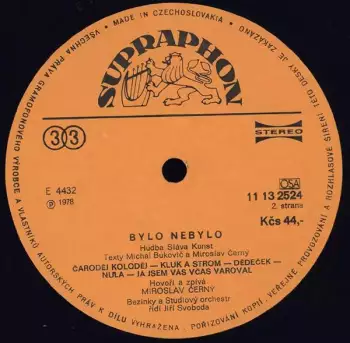 VŠECHNA PRÁVA GRAMOFONOVÉHO VÝROBCE A VLASTNÍKŮ AUTORSKÝCH PRÁV K DÍLU VYHRAŽENA. POŘIZOVÁNÍ KOPIÍ, VEŘEJNÉ PROVOZOVÁNÍ A ROZHLASOVÉ ŠÍŘENÍ TÉTO DESKY JE ZAKÁZÁNO
• MADE IN CZECHOSLOVAKIA •
SUPRAPHON
33
STEREO
E 4432
℗ 1978
OSA
11 13 2524
2. strana
Kčs 44,-
BYLO NEBYLO
Hudba Sláva Kunst
Texty Michal Bukovič a Miroslav Černý
ČARODĚJ KOLODĚJ — KLUK A STROM — DĚDEČEK —
NULA — JÁ JSEM VÁS VČAS VAROVAL
Hovoří a zpívá
MIROSLAV ČERNÝ
Bezinky a Studiový orchestr
řídí Jiří Svoboda